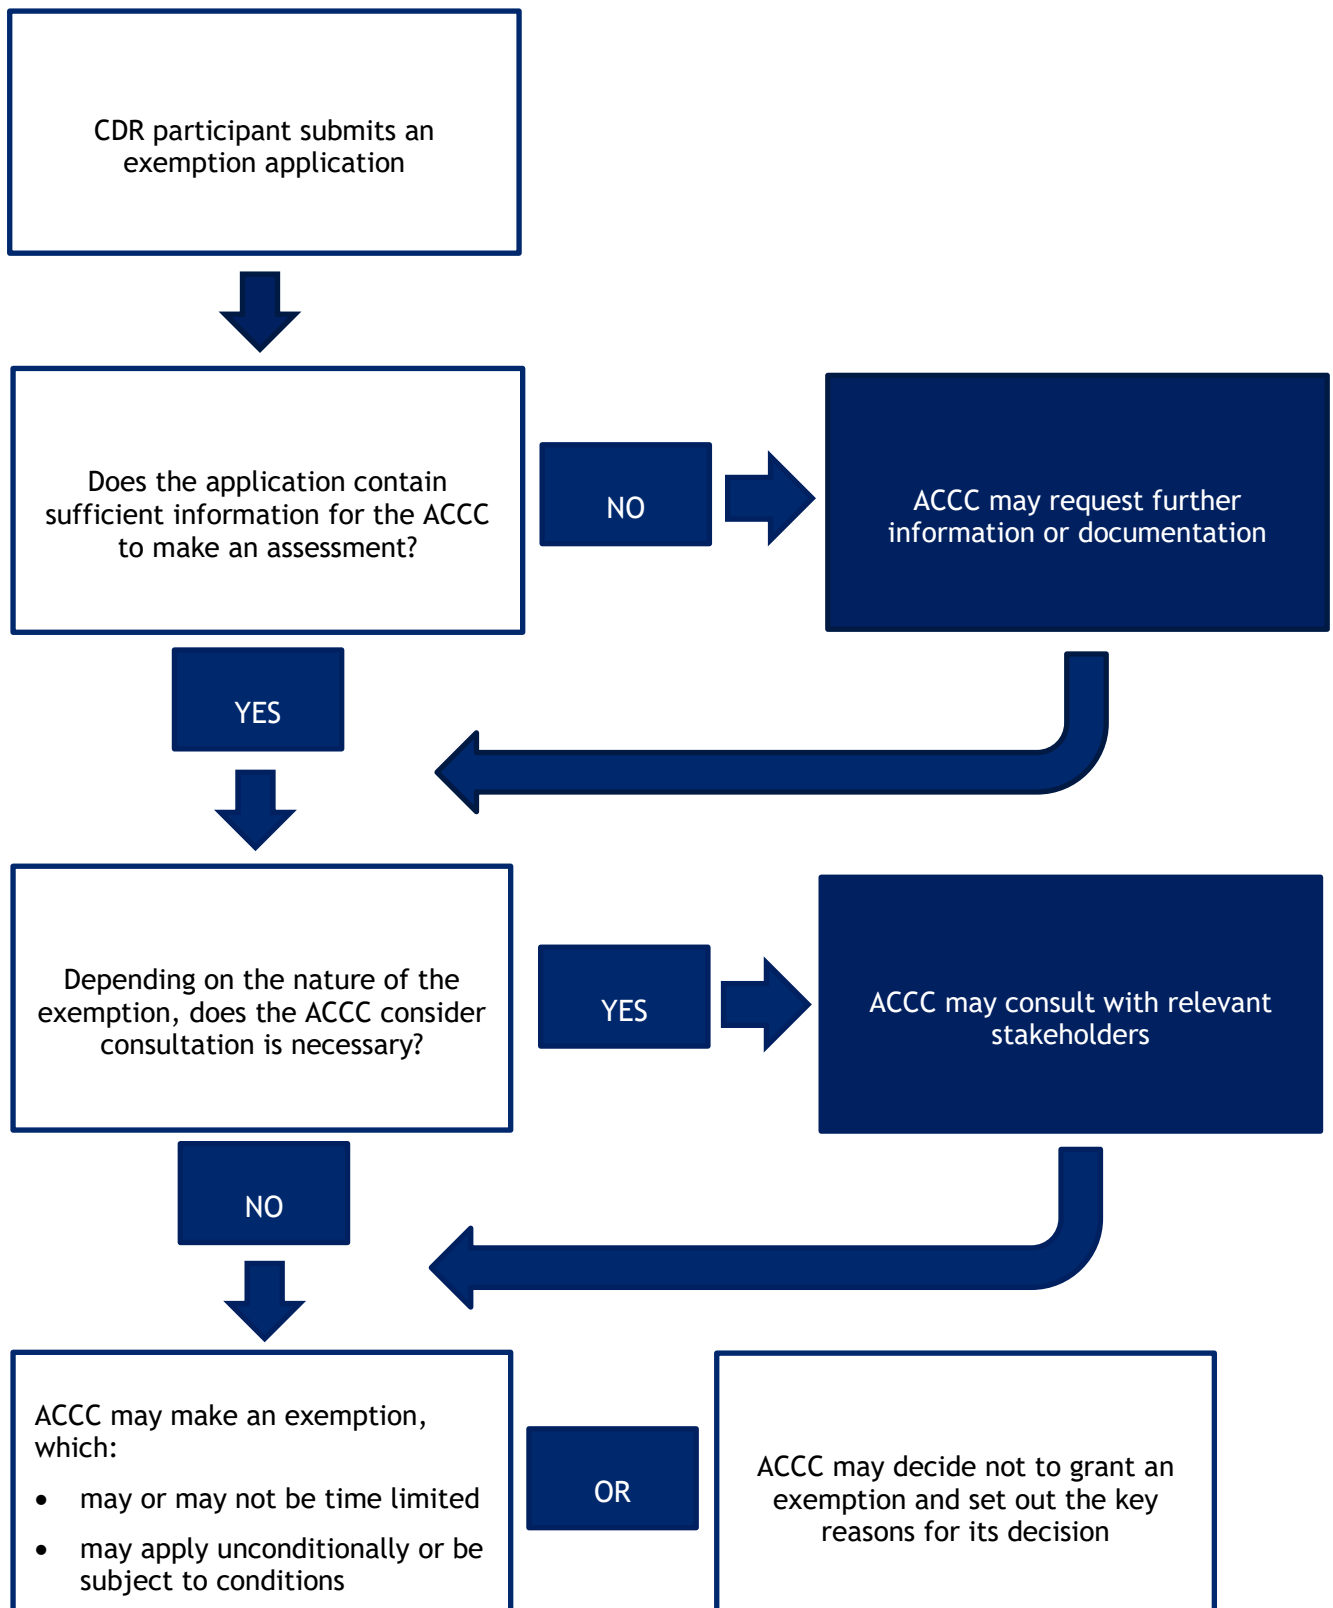 CDR participant submits an
exemption application
Does the application contain
sufficient information for the ACCC
to make an assessment?
NO
ACCC may request further
information or documentation
YES
Depending on the nature of the
exemption, does the ACCC consider
consultation is necessary?
YES
ACCC may consult with relevant
stakeholders
NO
ACCC may make an exemption,
which:
• may or may not be time limited
• may apply unconditionally or be
subject to conditions
OR
ACCC may decide not to grant an
exemption and set out the key
reasons for its decision